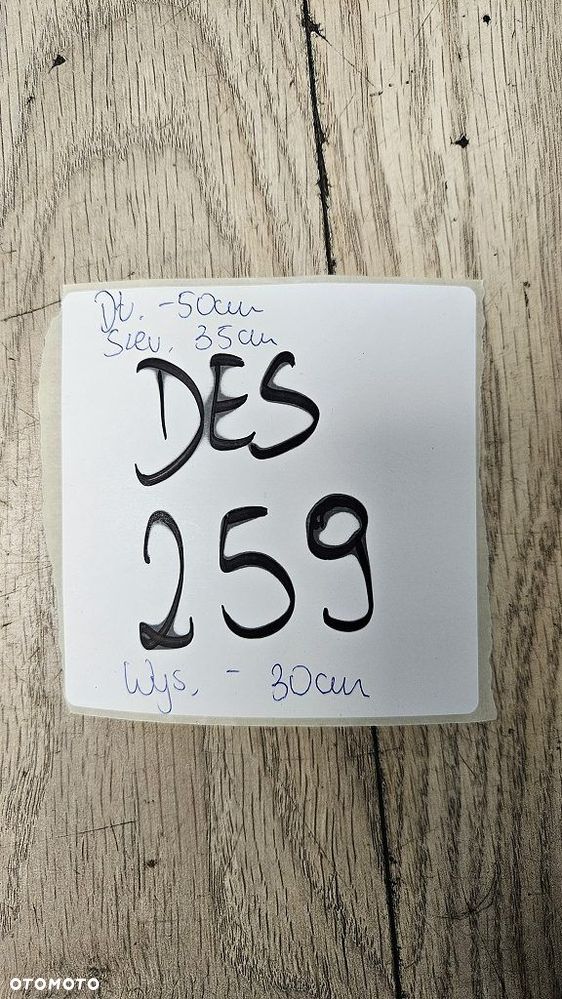 Dł. -50cm
Szer. 35cm
DES
259
Wys. - 30cm
OTOMOTO